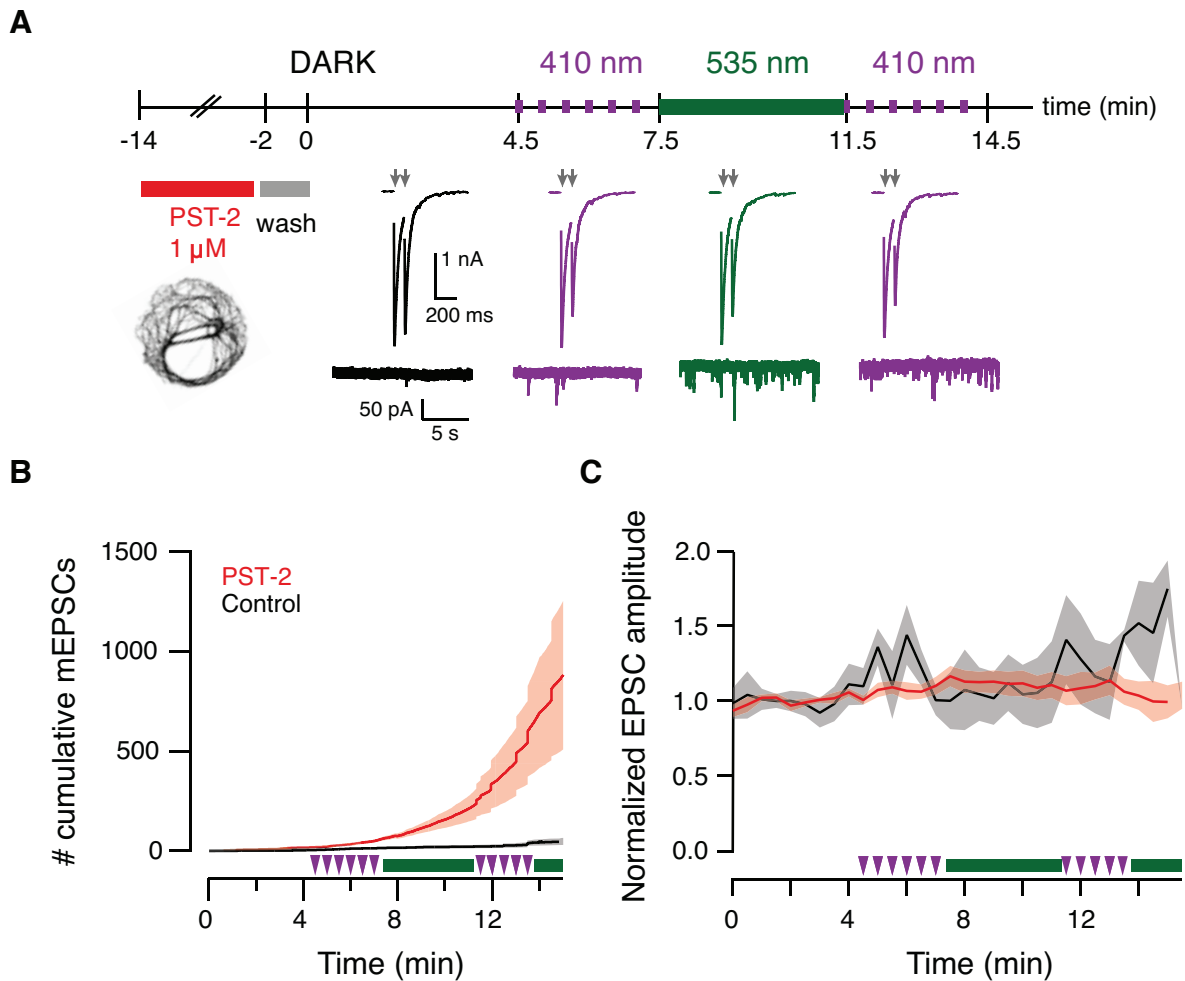 A
DARK 410 nm 535 nm 410 nm
time (min)
-14 -2 0 4.5 7.5 11.5 14.5
PST-2
1 µM
wash
1 nA
200 ms
50 pA
5 s
B
# cumulative mEPSCs
1500
1000
500
0
PST-2
Control
0 4 8 12
Time (min)
C
Normalized EPSC amplitude
2.0
1.5
1.0
0.5
0.0
0 4 8 12
Time (min)